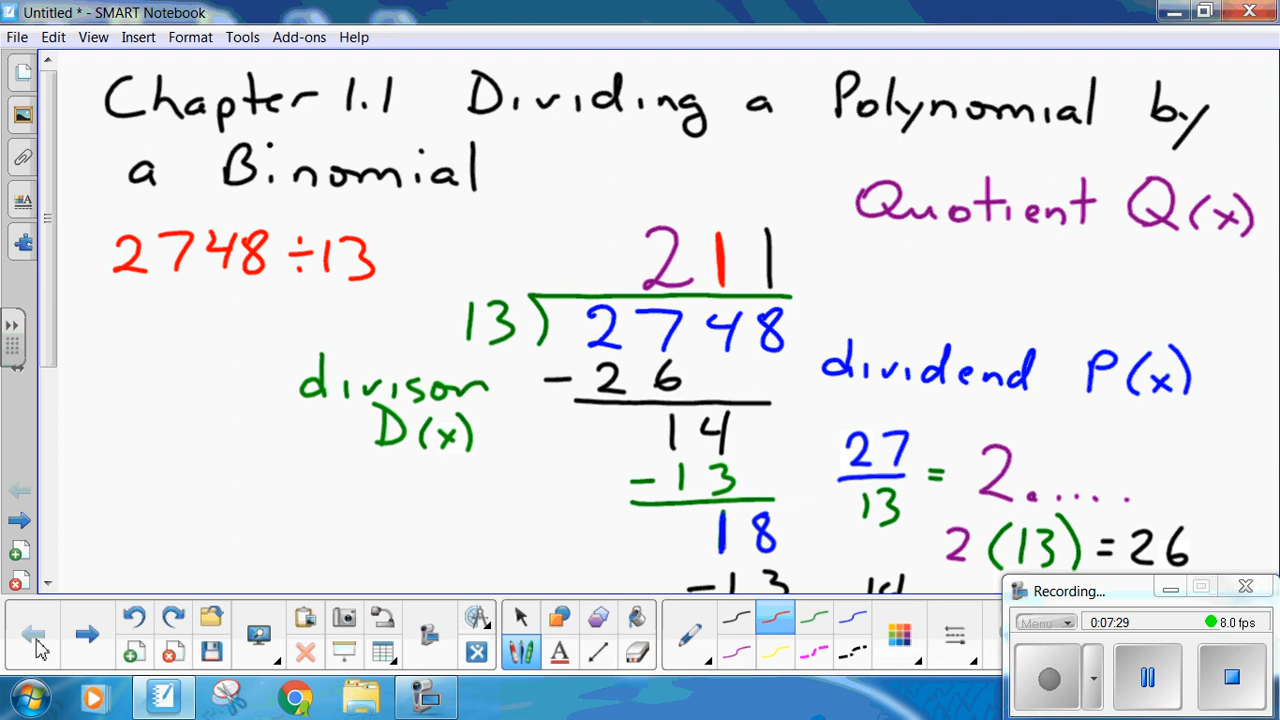 Untitled * - SMART Notebook
File Edit View Insert Format Tools Add-ons Help
Chapter 1.1 Dividing a Polynomial by
a Binomial
Quotient Q(x)
2748 ÷ 13
211
13) 2748
divison
D(x)
- 26
dividend P(x)
14
- 13
27/13 = 2.....
18
2(13) = 26
- 13
Recording...
Menu
0:07:29
8.0 fps